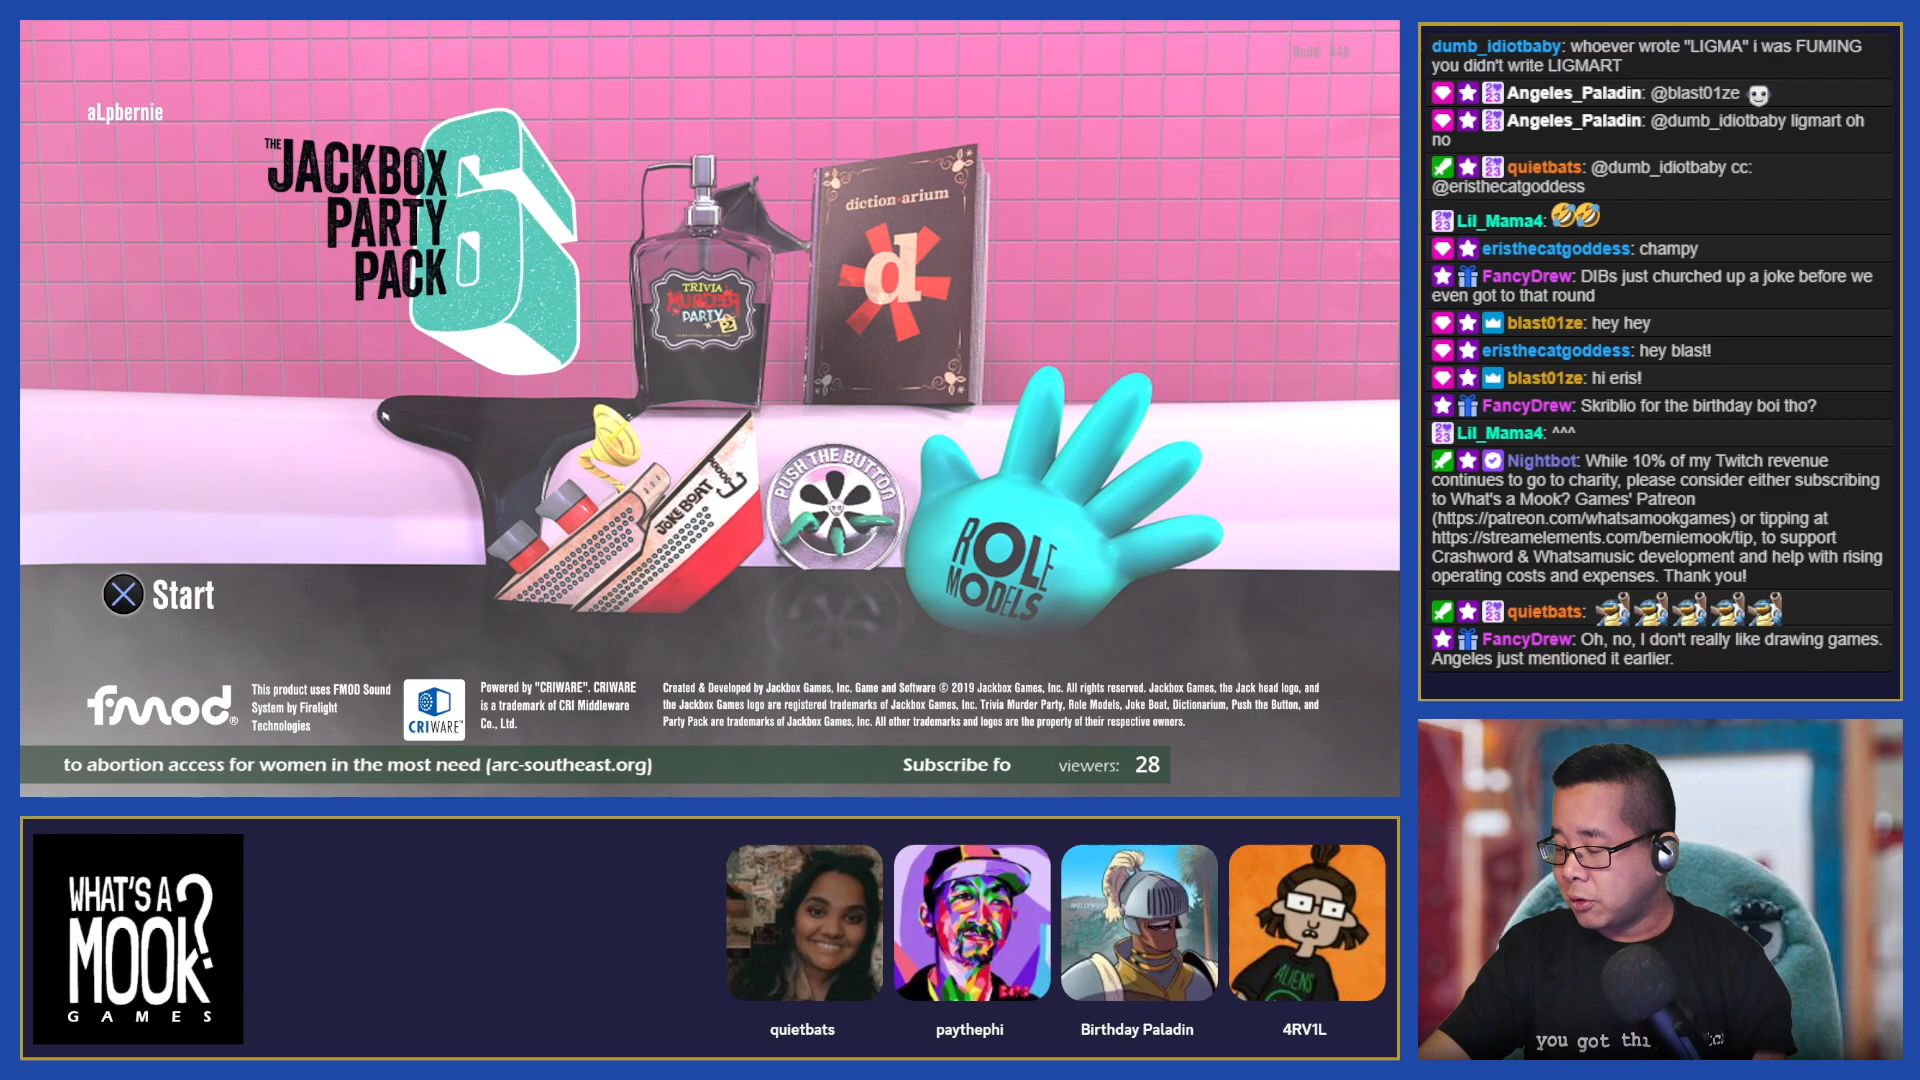 Build: 448
aLpbernie
THE
JACKBOX
PARTY
PACK
6
TRIVIA
MURDER
PARTY
2
diction·arium
d
PUSH THE BUTTON
JOKE BOAT
ROLE
MODELS
Start
fmod®
This product uses FMOD Sound
System by Firelight
Technologies
CRIWARE™
Powered by "CRIWARE". CRIWARE
is a trademark of CRI Middleware
Co., Ltd.
Created & Developed by Jackbox Games, Inc. Game and Software © 2019 Jackbox Games, Inc. All rights reserved. Jackbox Games, the Jack head logo, and
the Jackbox Games logo are registered trademarks of Jackbox Games, Inc. Trivia Murder Party, Role Models, Joke Boat, Dictionarium, Push the Button, and
Party Pack are trademarks of Jackbox Games, Inc. All other trademarks and logos are the property of their respective owners.
to abortion access for women in the most need (arc-southeast.org)
Subscribe fo
viewers: 28
WHAT'S A
MOOK?
GAMES
quietbats
paythephi
Birthday Paladin
ALIENS
4RV1L
dumb_idiotbaby: whoever wrote "LIGMA" i was FUMING
you didn't write LIGMART
Angeles_Paladin: @blast01ze
Angeles_Paladin: @dumb_idiotbaby ligmart oh
no
quietbats: @dumb_idiotbaby cc:
@eristhecatgoddess
Lil_Mama4: 🤣🤣
eristhecatgoddess: champy
FancyDrew: DIBs just churched up a joke before we
even got to that round
blast01ze: hey hey
eristhecatgoddess: hey blast!
blast01ze: hi eris!
FancyDrew: Skriblio for the birthday boi tho?
Lil_Mama4: ^^^
Nightbot: While 10% of my Twitch revenue
continues to go to charity, please consider either subscribing
to What's a Mook? Games' Patreon
(https://patreon.com/whatsamookgames) or tipping at
https://streamelements.com/berniemook/tip, to support
Crashword & Whatsamusic development and help with rising
operating costs and expenses. Thank you!
quietbats:
FancyDrew: Oh, no, I don't really like drawing games.
Angeles just mentioned it earlier.
you got thi